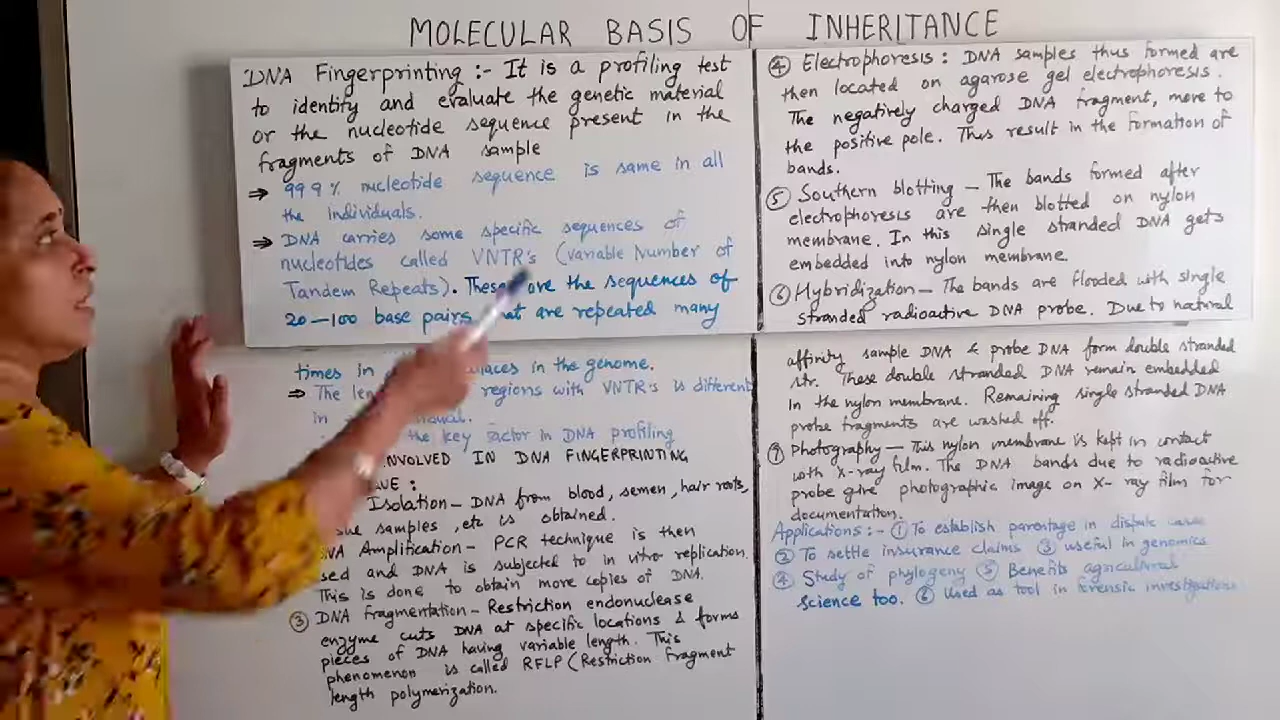 MOLECULAR BASIS OF INHERITANCE
DNA Fingerprinting :- It is a profiling test
to identify and evaluate the genetic material
or the nucleotide sequence present in the
fragments of DNA sample
⇒ 99.9% nucleotide sequence is same in all
the individuals.
⇒ DNA carries some specific sequences of
nucleotides called VNTR's (Variable Number of
Tandem Repeats). These are the sequences of
20-100 base pairs that are repeated many
times in places in the genome.
⇒ The regions with VNTR's is different
in
the key factor in DNA profiling
INVOLVED IN DNA FINGERPRINTING
Isolation - DNA from blood, semen, hair roots,
samples, etc is obtained.
Amplification - PCR technique is then
and DNA is subjected to in vitro replication.
This is done to obtain more copies of DNA.
③ DNA fragmentation - Restriction endonuclease
enzyme cuts DNA at specific locations & forms
pieces of DNA having variable length. This
phenomenon is called RFLP (Restriction fragment
length polymerization.
④ Electrophoresis : DNA samples thus formed are
then located on agarose gel electrophoresis.
The negatively charged DNA fragment, move to
the positive pole. Thus result in the formation of
bands.
⑤ Southern blotting - The bands formed after
electrophoresis are then blotted on nylon
membrane. In this single stranded DNA gets
embedded into nylon membrane.
⑥ Hybridization - The bands are flooded with single
stranded radioactive DNA probe. Due to natural
affinity sample DNA & probe DNA form double stranded
str. These double stranded DNA remain embedded
in the nylon membrane. Remaining single stranded DNA
probe fragments are washed off.
⑦ Photography - This nylon membrane is kept in contact
with X-ray film. The DNA bands due to radioactive
probe give photographic image on X-ray film for
documentation.
Applications :- ① To establish parentage in dispute cases
② To settle insurance claims ③ useful in genomics
④ Study of phylogeny ⑤ Benefits agricultural
science too. ⑥ Used as tool in forensic investigations